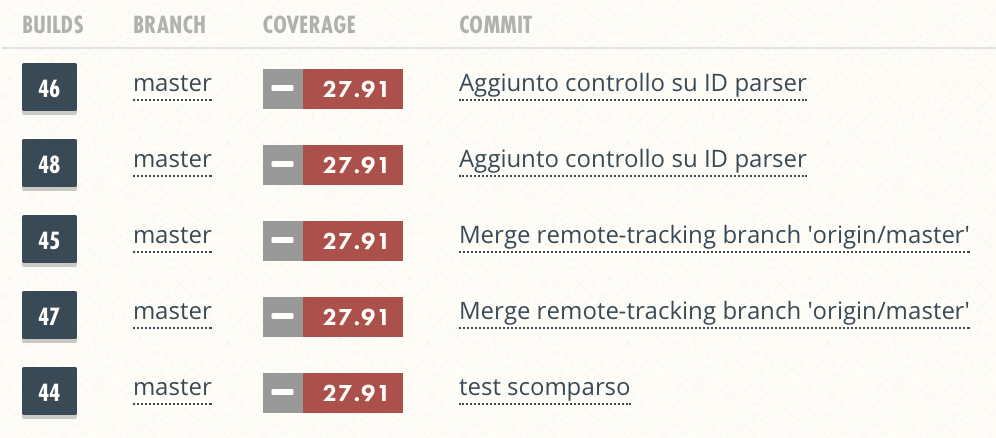 BUILDS BRANCH COVERAGE COMMIT
46 master 27.91 Aggiunto controllo su ID parser
48 master 27.91 Aggiunto controllo su ID parser
45 master 27.91 Merge remote-tracking branch 'origin/master'
47 master 27.91 Merge remote-tracking branch 'origin/master'
44 master 27.91 test scomparso